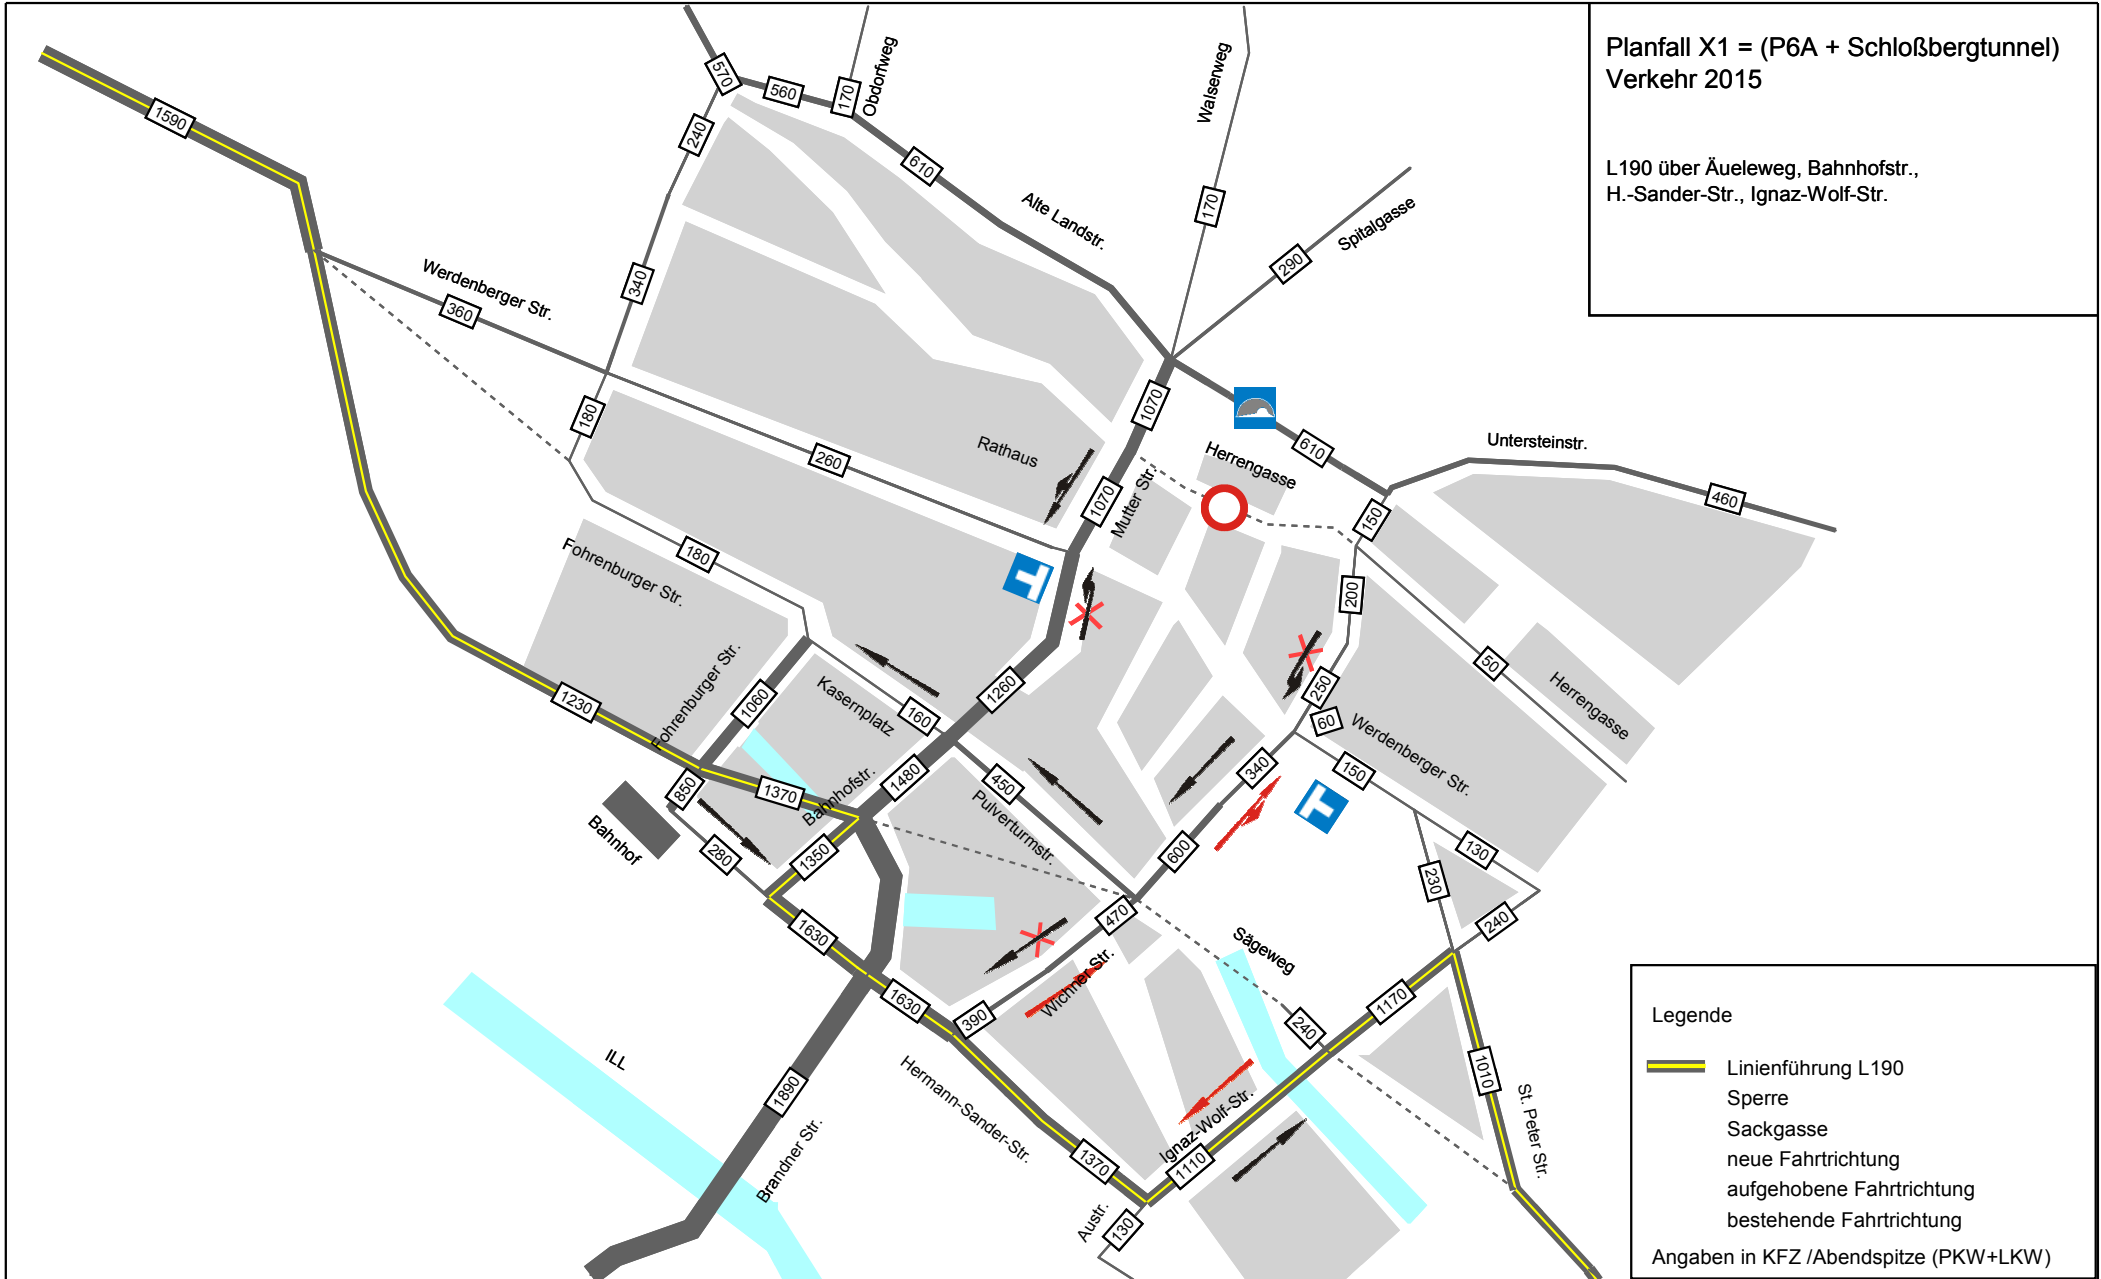 Planfall X1 = (P6A + Schloßbergtunnel)
Verkehr 2015
L190 über Äueleweg, Bahnhofstr.,
H.-Sander-Str., Ignaz-Wolf-Str.
570
560
170
Obdorfweg
1590
240
610
Walserweg
Alte Landstr.
170
Spitalgasse
290
Werdenberger Str.
340
360
1070
180
Rathaus
260
Herrengasse
610
Untersteinstr.
460
1070
Mutter Str.
150
Fohrenburger Str.
180
200
50
Herrengasse
250
60
Fohrenburger Str.
1060
Kasernplatz
160
1260
Werdenberger Str.
1230
150
340
850
1370
Bahnhofstr.
1480
450
Pulverturmstr.
Bahnhof
280
1350
600
130
230
240
470
1630
Sägeweg
Wichner Str.
1630
390
240
1170
ILL
1890
Hermann-Sander-Str.
1010
St. Peter Str.
Brandner Str.
Ignaz-Wolf-Str.
1370
1110
Austr.
130
Legende
Linienführung L190
Sperre
Sackgasse
neue Fahrtrichtung
aufgehobene Fahrtrichtung
bestehende Fahrtrichtung
Angaben in KFZ /Abendspitze (PKW+LKW)